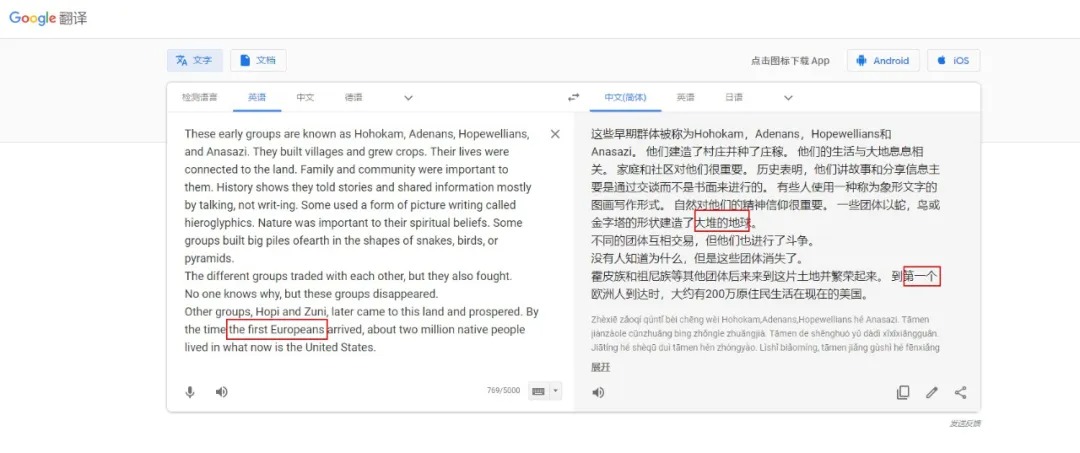 Google 翻译
文字
文档
点击图标下载 App
Android
iOS
检测语言
英语
中文
德语
中文(简体)
英语
日语
These early groups are known as Hohokam, Adenans, Hopewellians,
and Anasazi. They built villages and grew crops. Their lives were
connected to the land. Family and community were important to
them. History shows they told stories and shared information mostly
by talking, not writ-ing. Some used a form of picture writing called
hieroglyphics. Nature was important to their spiritual beliefs. Some
groups built big piles ofearth in the shapes of snakes, birds, or
pyramids.
The different groups traded with each other, but they also fought.
No one knows why, but these groups disappeared.
Other groups, Hopi and Zuni, later came to this land and prospered. By
the time the first Europeans arrived, about two million native people
lived in what now is the United States.
769/5000
这些早期群体被称为Hohokam，Adenans，Hopewellians和
Anasazi。 他们建造了村庄并种了庄稼。 他们的生活与大地息息相
关。 家庭和社区对他们很重要。 历史表明，他们讲故事和分享信息主
要是通过交谈而不是书面来进行的。 有些人使用一种称为象形文字的
图画写作形式。 自然对他们的精神信仰很重要。 一些团体以蛇，鸟或
金字塔的形状建造了大堆的地球。
不同的团体互相交易，但他们也进行了斗争。
没有人知道为什么，但是这些团体消失了。
霍皮族和祖尼族等其他团体后来来到这片土地并繁荣起来。 到第一个
欧洲人到达时，大约有200万原住民生活在现在的美国。
Zhèxiē zǎoqí qúntǐ bèi chēng wèi Hohokam,Adenans,Hopewellians hé Anasazi. Tāmen
jiànzàole cūnzhuāng bìng zhǒngle zhuāngjià. Tāmen de shēnghuó yǔ dàdì xīxīxiāngguān.
Jiātíng hé shèqū duì tāmen hěn zhòngyào. Lìshǐ biǎomíng, tāmen jiǎng gùshì hé fēnxiǎng
展开
发送反馈